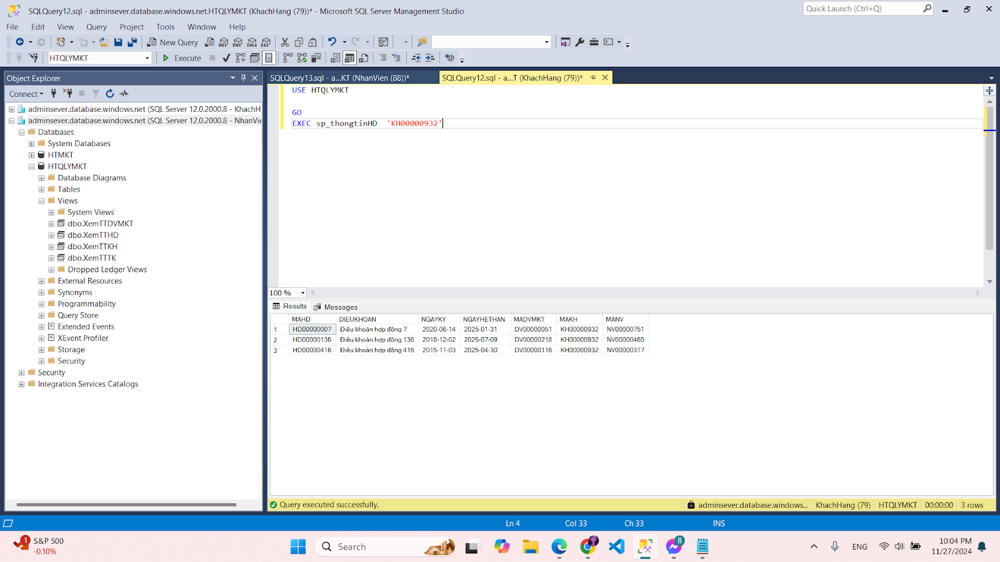 SQLQuery12.sql - adminsever.database.windows.net.HTQLYMKT (KhachHang (79))* - Microsoft SQL Server Management Studio
Quick Launch (Ctrl+Q)
File Edit View Query Project Tools Window Help
New Query
MDX DMX XMLA DAX
HTQLYMKT
Execute
Object Explorer
SQLQuery13.sql - a...KT (NhanVien (88))*
SQLQuery12.sql - a...T (KhachHang (79))*
Connect
adminsever.database.windows.net (SQL Server 12.0.2000.8 - KhachH
adminsever.database.windows.net (SQL Server 12.0.2000.8 - NhanVie
Databases
System Databases
HTMKT
HTQLYMKT
Database Diagrams
Tables
Views
System Views
dbo.XemTTDVMKT
dbo.XemTTHD
dbo.XemTTKH
dbo.XemTTTK
Dropped Ledger Views
External Resources
Synonyms
Programmability
Query Store
Extended Events
XEvent Profiler
Storage
Security
Security
Integration Services Catalogs
USE HTQLYMKT
GO
EXEC sp_thongtinHD 'KH00000932'
100 %
Results Messages
MAHD DIEUKHOAN NGAYKY NGAYHETHAN MADVMKT MAKH MANV
1 HD00000007 Điều khoản hợp đồng 7 2020-06-14 2025-01-31 DV00000051 KH00000932 NV00000751
2 HD00000136 Điều khoản hợp đồng 136 2018-12-02 2025-07-09 DV00000218 KH00000932 NV00000465
3 HD00000416 Điều khoản hợp đồng 416 2015-11-03 2025-04-30 DV00000116 KH00000932 NV00000317
Query executed successfully.
adminsever.database.windows... KhachHang (79) HTQLYMKT 00:00:00 3 rows
Ln 4 Col 33 Ch 33 INS
1
S&P 500
-0.10%
Search
8
ENG
10:04 PM
11/27/2024